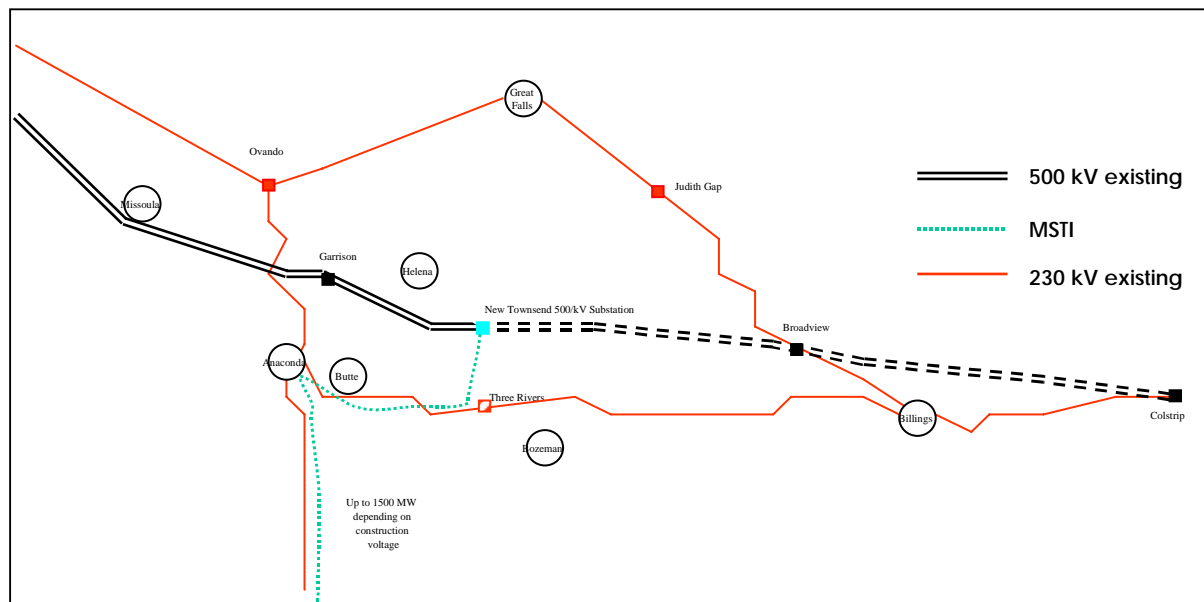 Great
Falls
Ovando
500 kV existing
Judith Gap
Missoula
MSTI
Garrison
Helena
230 kV existing
New Townsend 500/kV Substation
Broadview
Anaconda
Butte
Three Rivers
Billings
Colstrip
Bozeman
Up to 1500 MW
depending on
construction
voltage